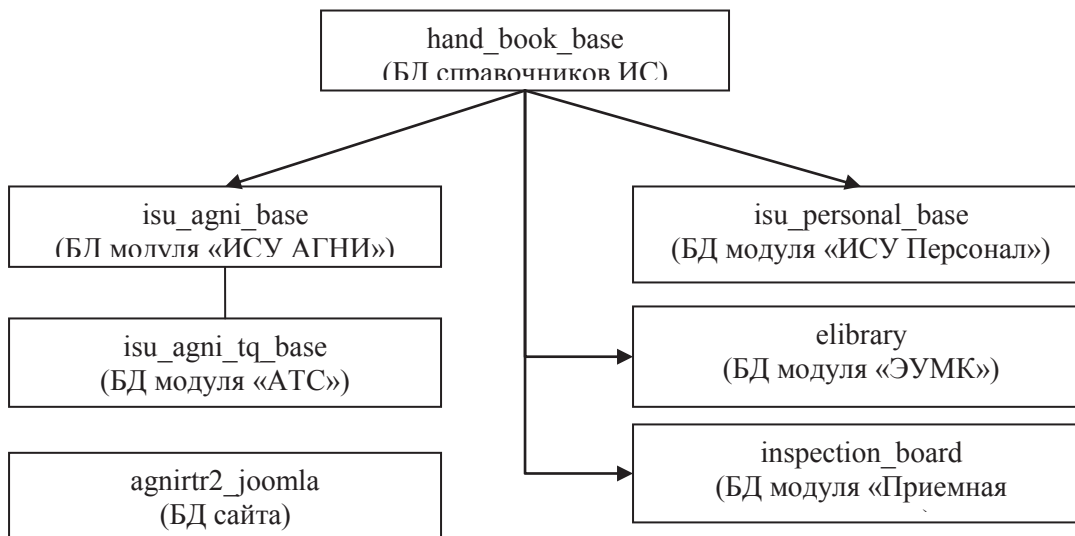 hand_book_base
(БД справочников ИС)
isu_agni_base
(БД модуля «ИСУ АГНИ»)
isu_personal_base
(БД модуля «ИСУ Персонал»)
isu_agni_tq_base
(БД модуля «АТС»)
elibrary
(БД модуля «ЭУМК»)
agnirtr2_joomla
(БД сайта)
inspection_board
(БД модуля «Приемная